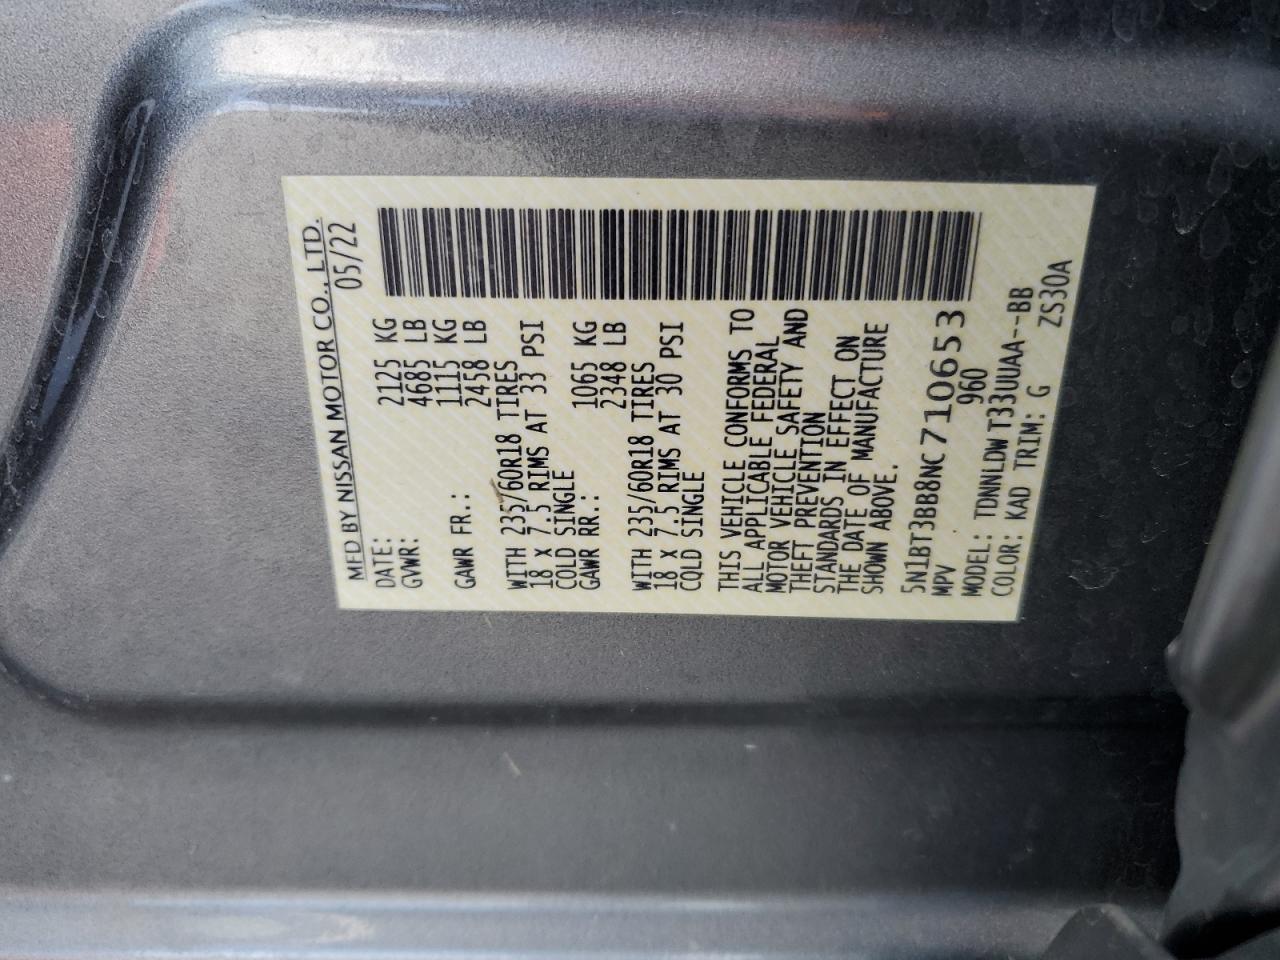 MFD BY NISSAN MOTOR CO., LTD.
DATE: 05/22
GVWR: 2125 KG
4685 LB
GAWR FR.: 1115 KG
2458 LB
WITH 235/60R18 TIRES
18 X 7.5 RIMS AT 33 PSI
COLD SINGLE
GAWR RR.: 1065 KG
2348 LB
WITH 235/60R18 TIRES
18 X 7.5 RIMS AT 30 PSI
COLD SINGLE
THIS VEHICLE CONFORMS TO
ALL APPLICABLE FEDERAL
MOTOR VEHICLE SAFETY AND
THEFT PREVENTION
STANDARDS IN EFFECT ON
THE DATE OF MANUFACTURE
SHOWN ABOVE.
5N1BT3BB8NC710653
MPV 960
MODEL: TDNNLDWT33UUAA--BB
COLOR: KAD TRIM: G ZS30A